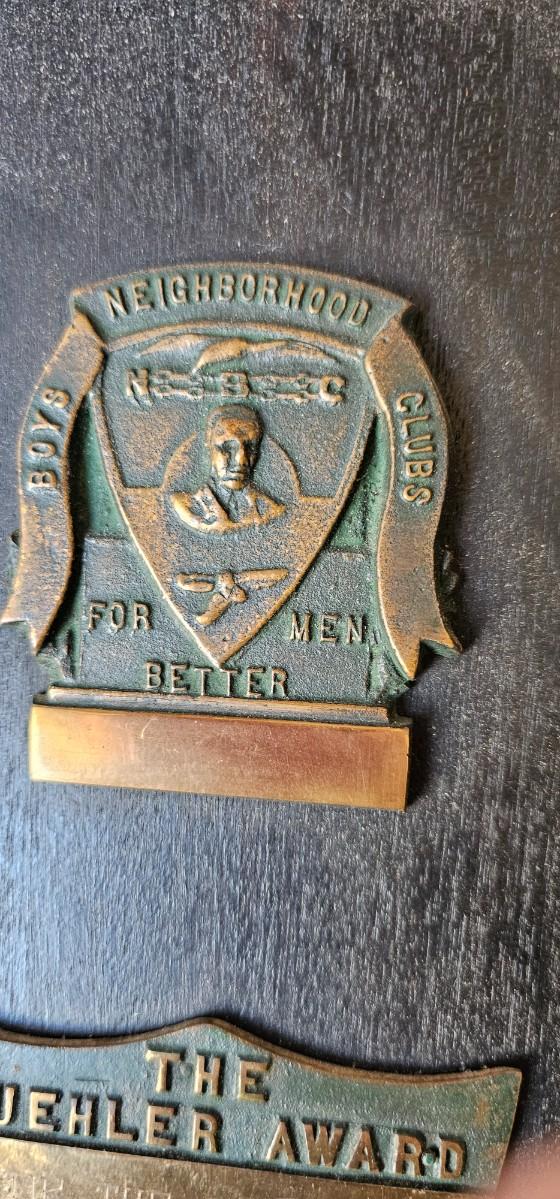 NEIGHBORHOOD
BOYS
CLUBS
N B C
FOR
MEN
BETTER
THE
UEHLER AWARD